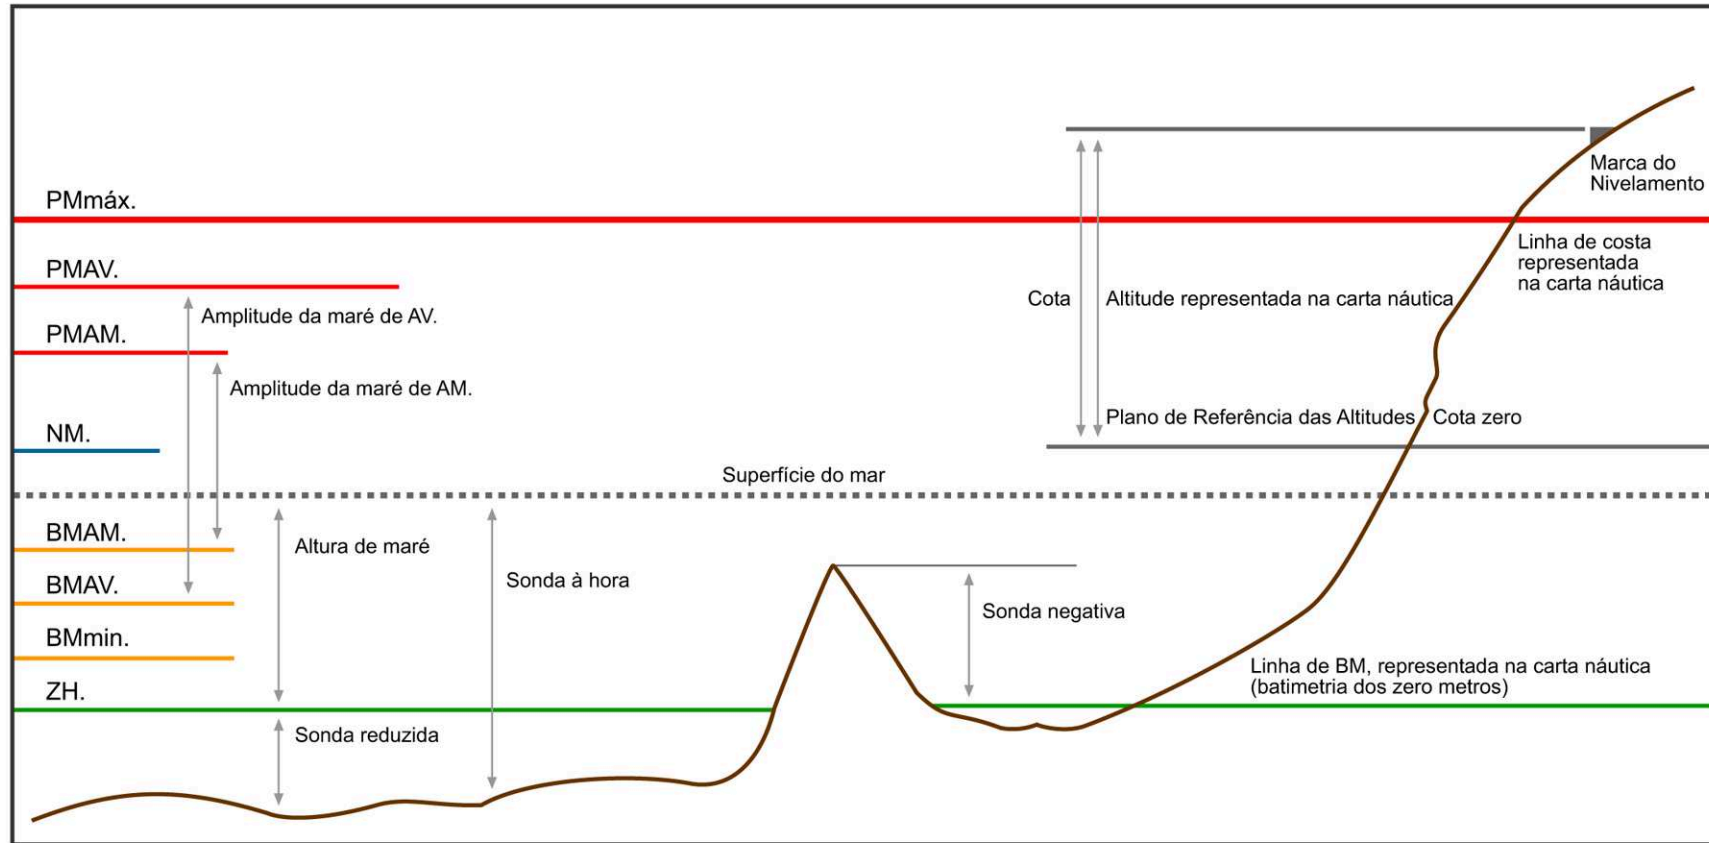 PMmáx.
PMAV.
Amplitude da maré de AV.
PMAM.
Amplitude da maré de AM.
NM.
Superfície do mar
BMAM.
Altura de maré
BMAV.
Sonda à hora
BMmin.
ZH.
Sonda reduzida
Sonda negativa
Marca do
Nivelamento
Linha de costa
representada
na carta náutica
Cota
Altitude representada na carta náutica
Plano de Referência das Altitudes
Cota zero
Linha de BM, representada na carta náutica
(batimetria dos zero metros)